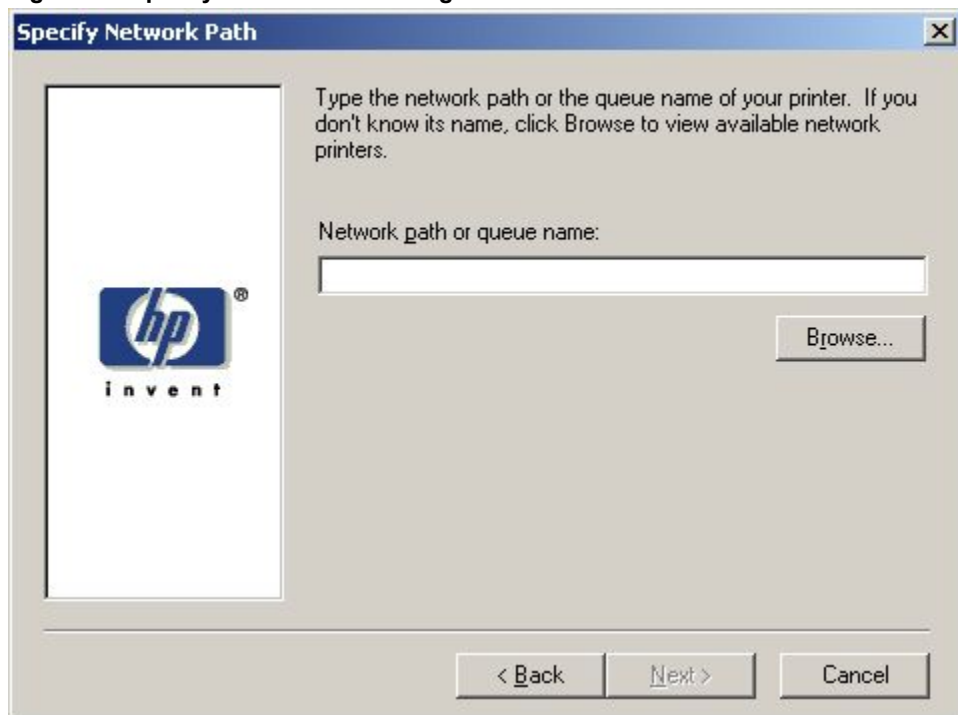 Specify Network Path
Type the network path or the queue name of your printer. If you
don't know its name, click Browse to view available network
printers.
Network path or queue name:
hp
®
invent
Browse...
< Back
Next >
Cancel